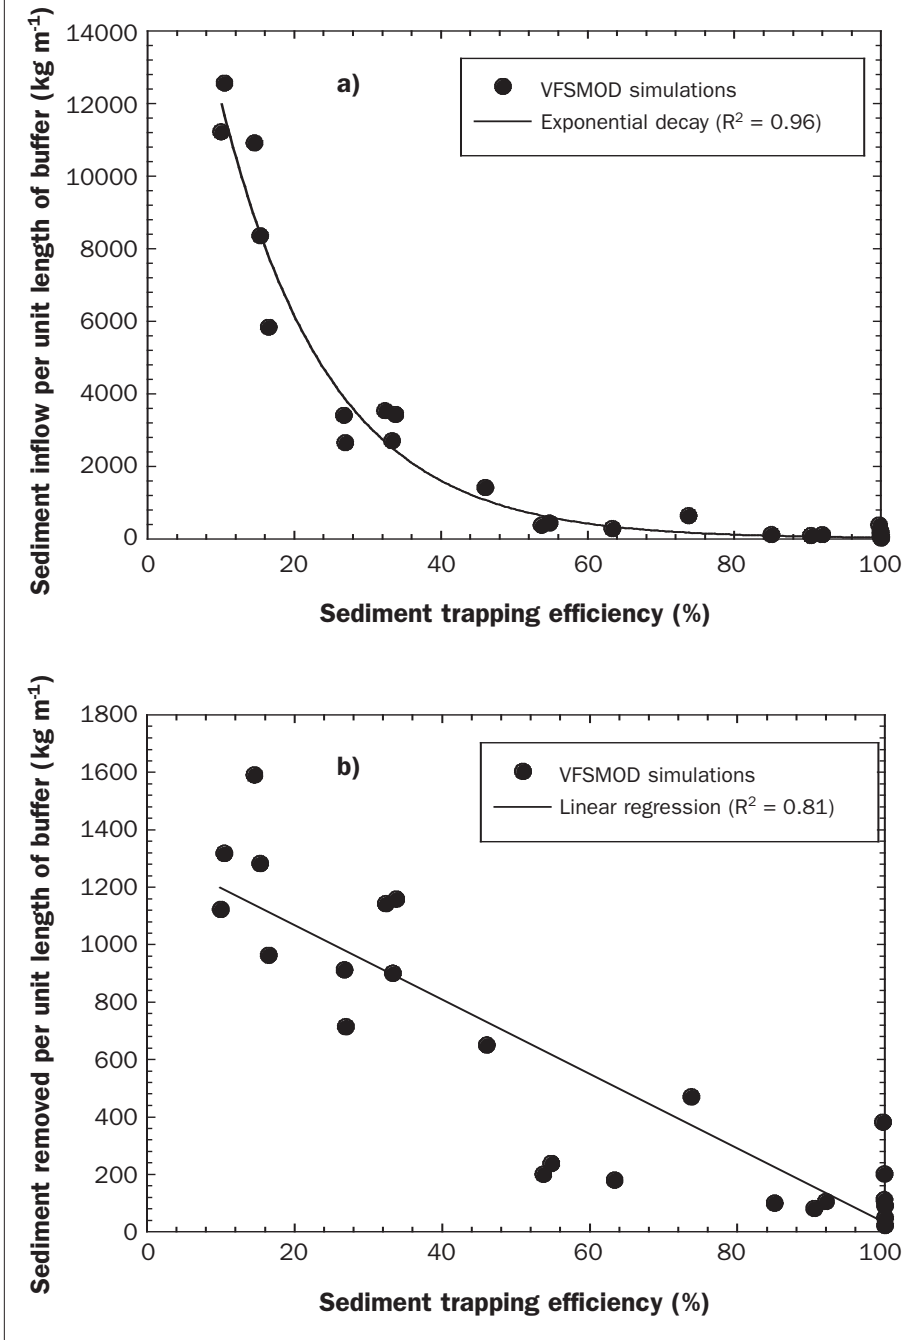 Sediment inflow per unit length of buffer (kg m⁻¹)
14000
12000
10000
8000
6000
4000
2000
0
a)
VFSMOD simulations
Exponential decay (R² = 0.96)
0 20 40 60 80 100
Sediment trapping efficiency (%)
Sediment removed per unit length of buffer (kg m⁻¹)
1800
1600
1400
1200
1000
800
600
400
200
0
b)
VFSMOD simulations
Linear regression (R² = 0.81)
0 20 40 60 80 100
Sediment trapping efficiency (%)